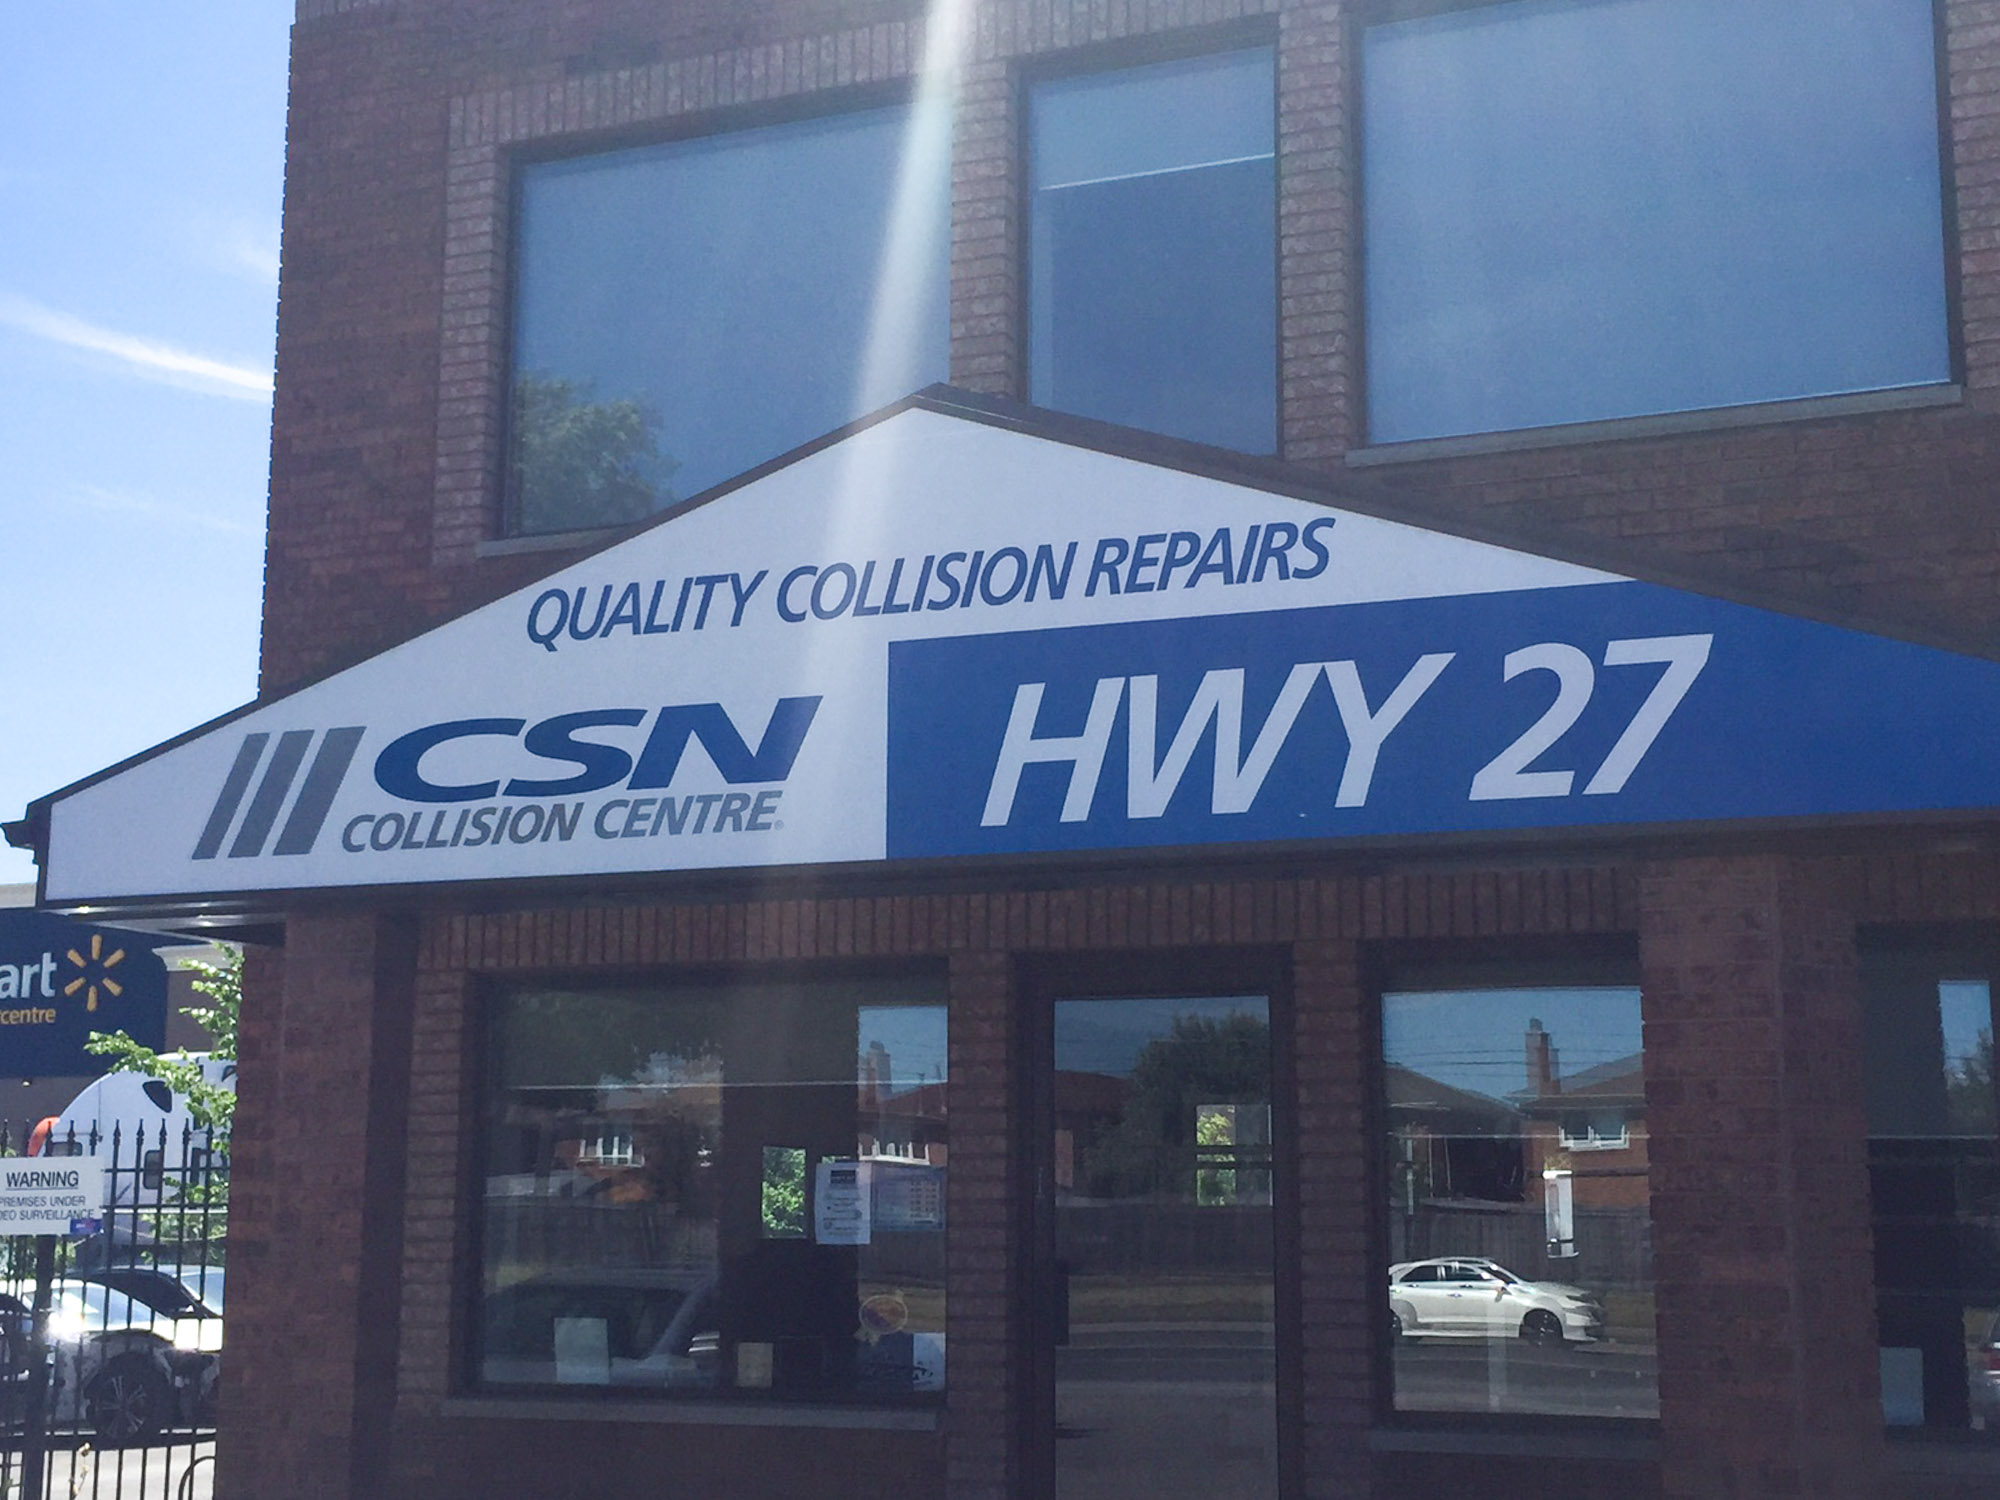 QUALITY COLLISION REPAIRS
CSN
COLLISION CENTRE®
HWY 27
art
centre
WARNING
PREMISES UNDER
SURVEILLANCE